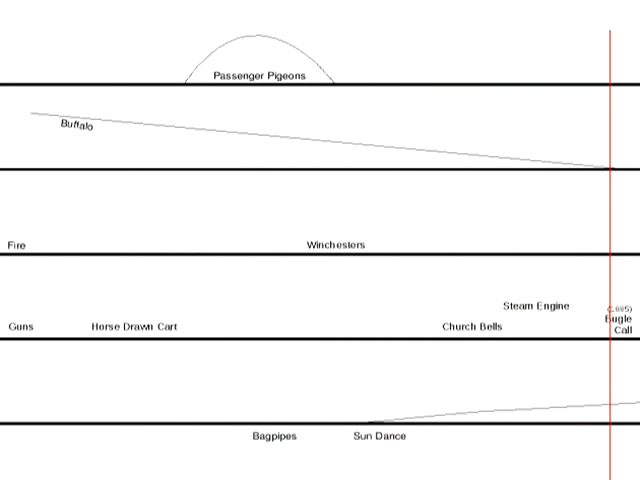 Passenger Pigeons
Buffalo
Fire
Winchesters
Steam Engine
Bugle
Call
Guns
Horse Drawn Cart
Church Bells
Bagpipes
Sun Dance